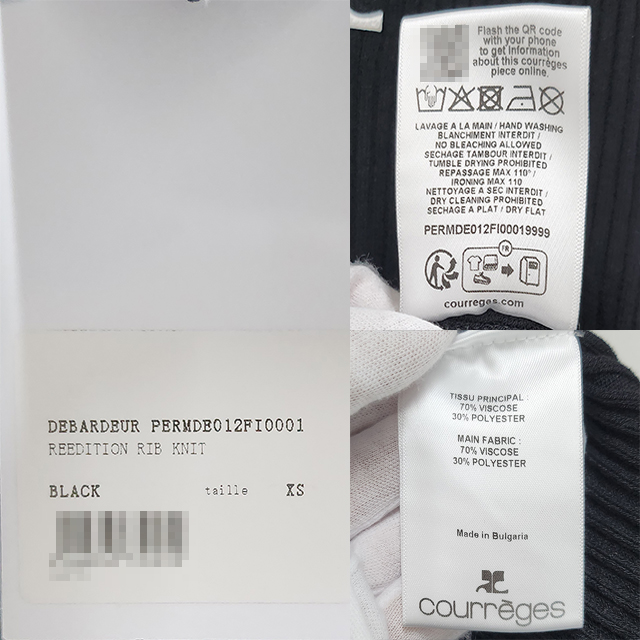 Flash the QR code
with your phone
to get information
about this courrèges
piece online.
LAVAGE A LA MAIN / HAND WASHING
BLANCHIMENT INTERDIT /
NO BLEACHING ALLOWED
SECHAGE TAMBOUR INTERDIT /
TUMBLE DRYING PROHIBITED
REPASSAGE MAX 110° /
IRONING MAX 110
NETTOYAGE A SEC INTERDIT /
DRY CLEANING PROHIBITED
SECHAGE A PLAT / DRY FLAT
PERMDE012FI00019999
FR
courreges.com
DEBARDEUR PERMDE012FI0001
REEDITION RIB KNIT
BLACK taille XS
TISSU PRINCIPAL :
70% VISCOSE
30% POLYESTER
MAIN FABRIC :
70% VISCOSE
30% POLYESTER
Made in Bulgaria
courrèges